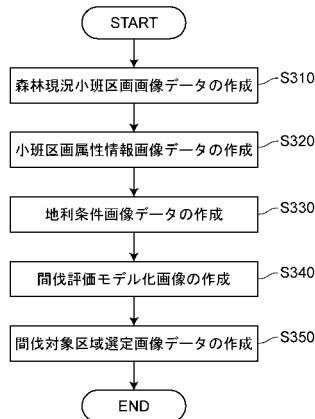 START
森林現況小班区画画像データの作成
S310
小班区画属性情報画像データの作成
S320
地利条件画像データの作成
S330
間伐評価モデル化画像の作成
S340
間伐対象区域選定画像データの作成
S350
END